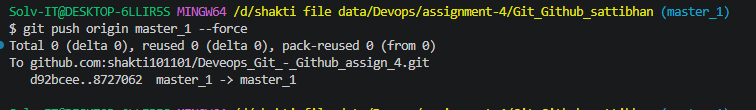 Solv-IT@DESKTOP-6LLIR5S MINGW64 /d/shakti file data/Devops/assignment-4/Git_Github_sattibhan (master_1)
$ git push origin master_1 --force
Total 0 (delta 0), reused 0 (delta 0), pack-reused 0 (from 0)
To github.com:shakti101101/Deveops_Git_-_Github_assign_4.git
   d92bcee..8727062  master_1 -> master_1